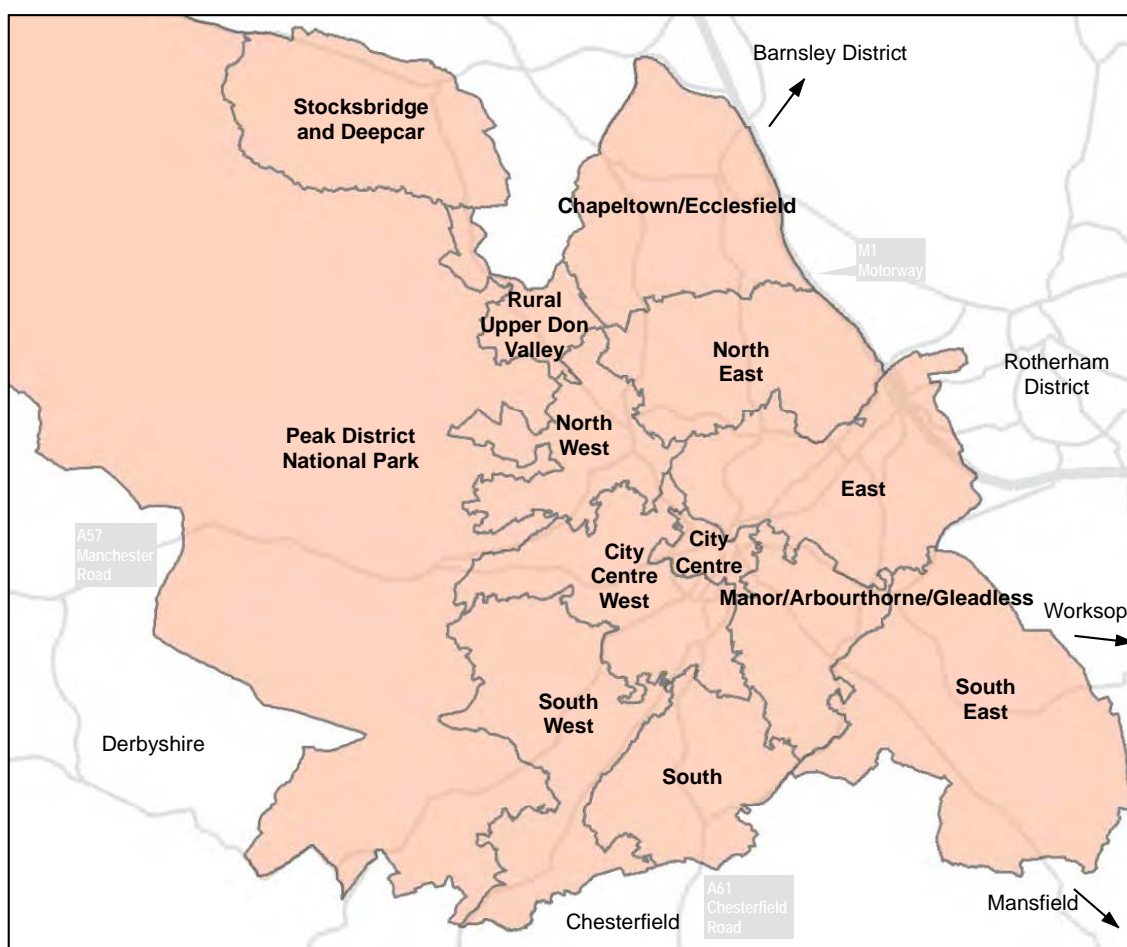 Barnsley District
Stocksbridge
and Deepcar
Chapeltown/Ecclesfield
M1
Motorway
Rural
Upper Don
Valley
North
East
Rotherham
District
Peak District
National Park
North
West
East
A57
Manchester
Road
City
Centre
City
Centre
West
Manor/Arbourthorne/Gleadless
Worksop
South
East
South
West
Derbyshire
South
A61
Chesterfield
Road
Mansfield
Chesterfield